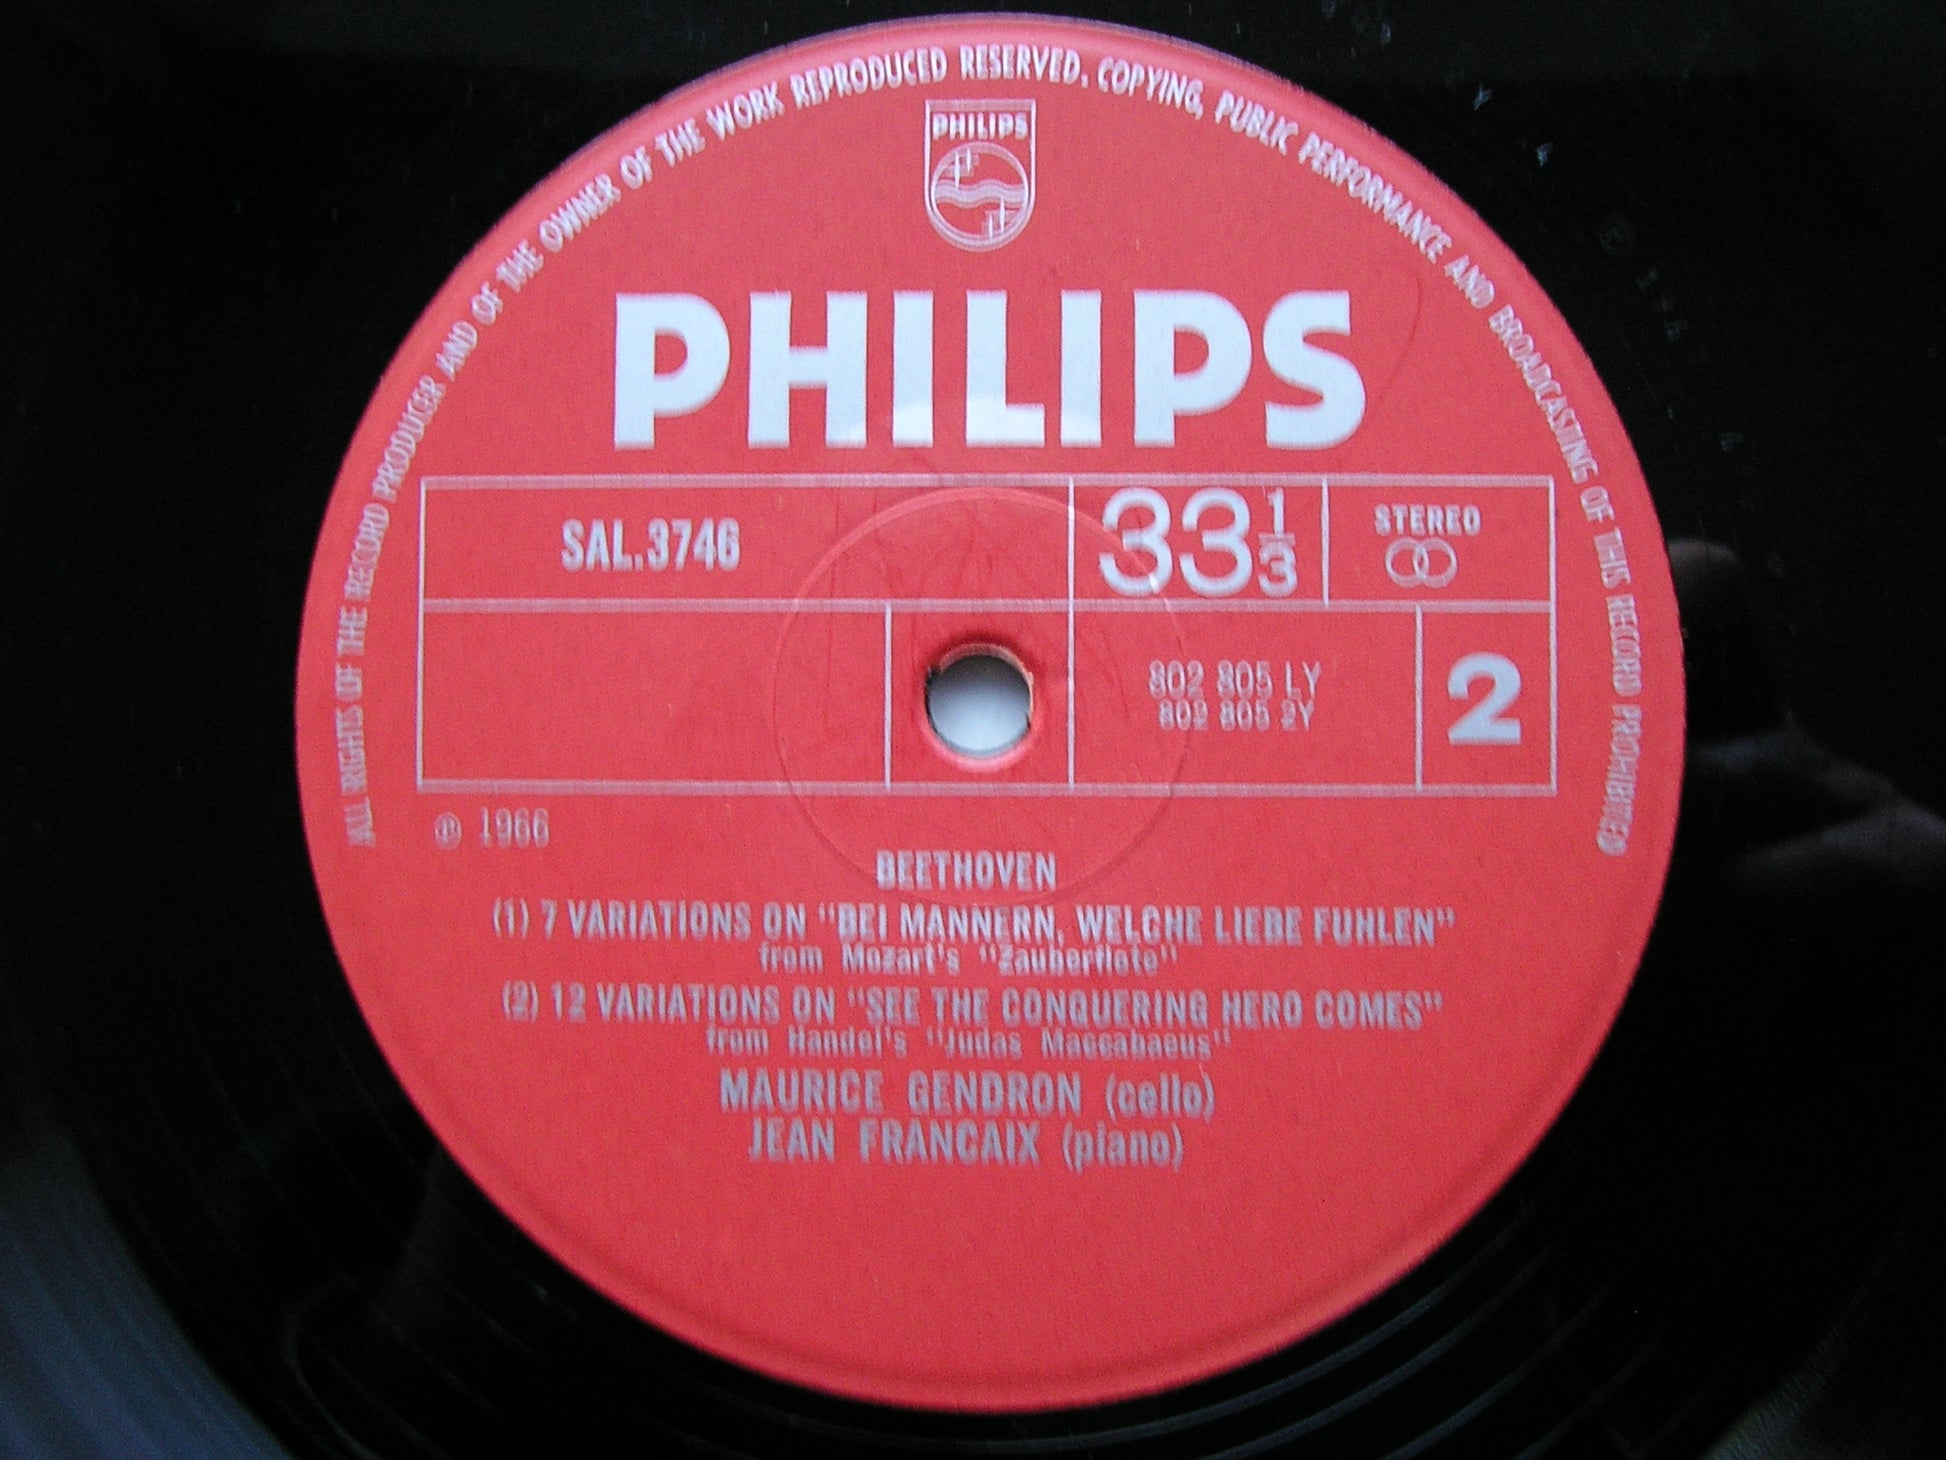 ALL RIGHTS OF THE RECORD PRODUCER AND OF THE OWNER OF THE WORK REPRODUCED RESERVED. COPYING, PUBLIC PERFORMANCE AND BROADCASTING OF THIS RECORD PROHIBITED
PHILIPS
PHILIPS
SAL.3746
33 1/3
STEREO
802 805 LY
802 805 2Y
2
℗ 1966
BEETHOVEN
(1) 7 VARIATIONS ON "BEI MANNERN, WELCHE LIEBE FUHLEN"
from Mozart's "Zauberflote"
(2) 12 VARIATIONS ON "SEE THE CONQUERING HERO COMES"
from Handel's "Judas Maccabaeus"
MAURICE GENDRON (cello)
JEAN FRANCAIX (piano)